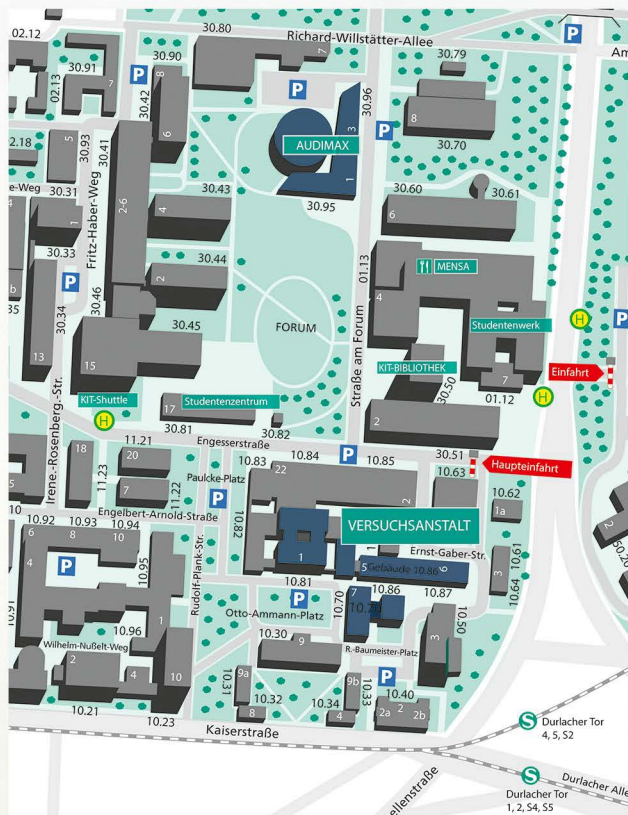 02.12
30.80
Richard-Willstätter-Allee
P
Am
30.91
30.90
7
30.79
02.13
7
P
8
30.42
P
30.96
6
AUDIMAX
3
P
8
30.70
2.18
5
30.93
30.41
1
30.95
e-Weg
30.31
30.43
30.60
30.61
4
1
Fritz-Haber-Weg
2-6
4
6
30.33
01.13
30.44
MENSA
b
P
2
4
35
30.34
30.46
30.45
FORUM
Studentenwerk
H
P
13
15
Straße am Forum
KIT-BIBLIOTHEK
7
Einfahrt
KIT-Shuttle
17
Studentenzentrum
30.50
01.12
H
H
30.81
30.82
2
Irene.-Rosenberg.-Str.
Engesserstraße
18
11.21
10.83
10.84
P
10.85
30.51
20
22
10.63
Haupteinfahrt
5
11.23
7
11.22
Paulcke-Platz
P
2
10.62
10
Engelbert-Arnold-Straße
10.82
VERSUCHSANSTALT
1a
10.92
10.93
10.94
6
8
10
1
1
Ernst-Gaber-Str.
10.61
4
P
10.95
Rudolf-Plank-Str.
5
Gebäude 10.86
6
3
10.64
2
50.20
10.81
10.86
10.87
10.91
Otto-Ammann-Platz
P
10.70
7
10.50
10.96
1
10.30
9
3
Wilhelm-Nußelt-Weg
R.-Baumeister-Platz
2
4
10
10.31
9a
9b
10.33
P
10.32
10.34
10.40
8
4
2a
2
2b
10.21
10.23
Kaiserstraße
S
Durlacher Tor
4, 5, S2
S
Durlacher Alle
ellenstraße
Durlacher Tor
1, 2, S4, S5